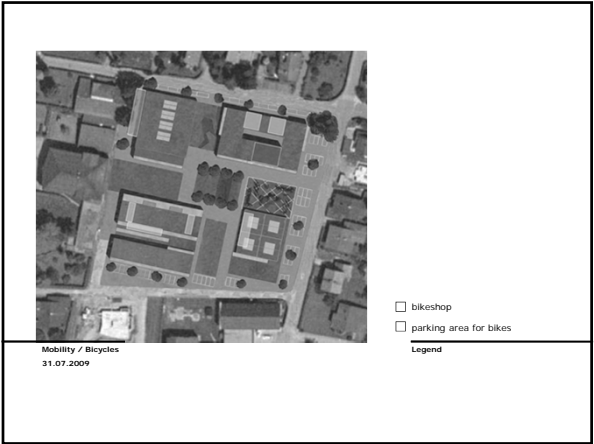 bikeshop
parking area for bikes
Mobility / Bicycles
31.07.2009
Legend